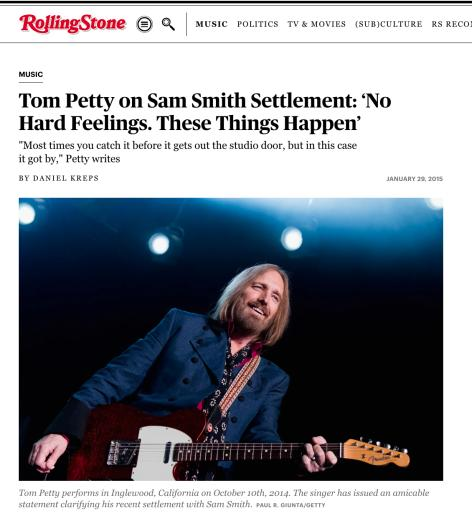 RollingStone
MUSIC POLITICS TV & MOVIES (SUB)CULTURE RS RECO
MUSIC
Tom Petty on Sam Smith Settlement: ‘No
Hard Feelings. These Things Happen’
"Most times you catch it before it gets out the studio door, but in this case
it got by," Petty writes
BY DANIEL KREPS
JANUARY 29, 2015
Tom Petty performs in Inglewood, California on October 10th, 2014. The singer has issued an amicable
statement clarifying his recent settlement with Sam Smith. PAUL R. GIUNTA/GETTY